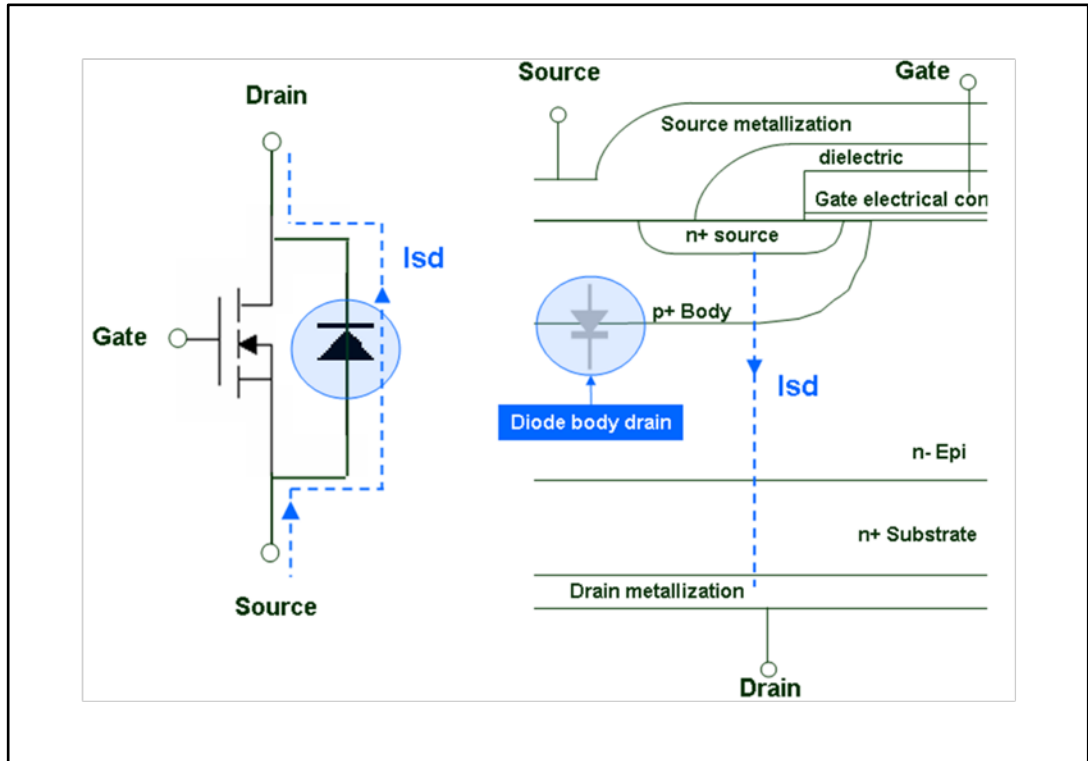 Drain
Isd
Gate
Source
Source
Gate
Source metallization
dielectric
Gate electrical con
n+ source
p+ Body
Isd
Diode body drain
n- Epi
n+ Substrate
Drain metallization
Drain